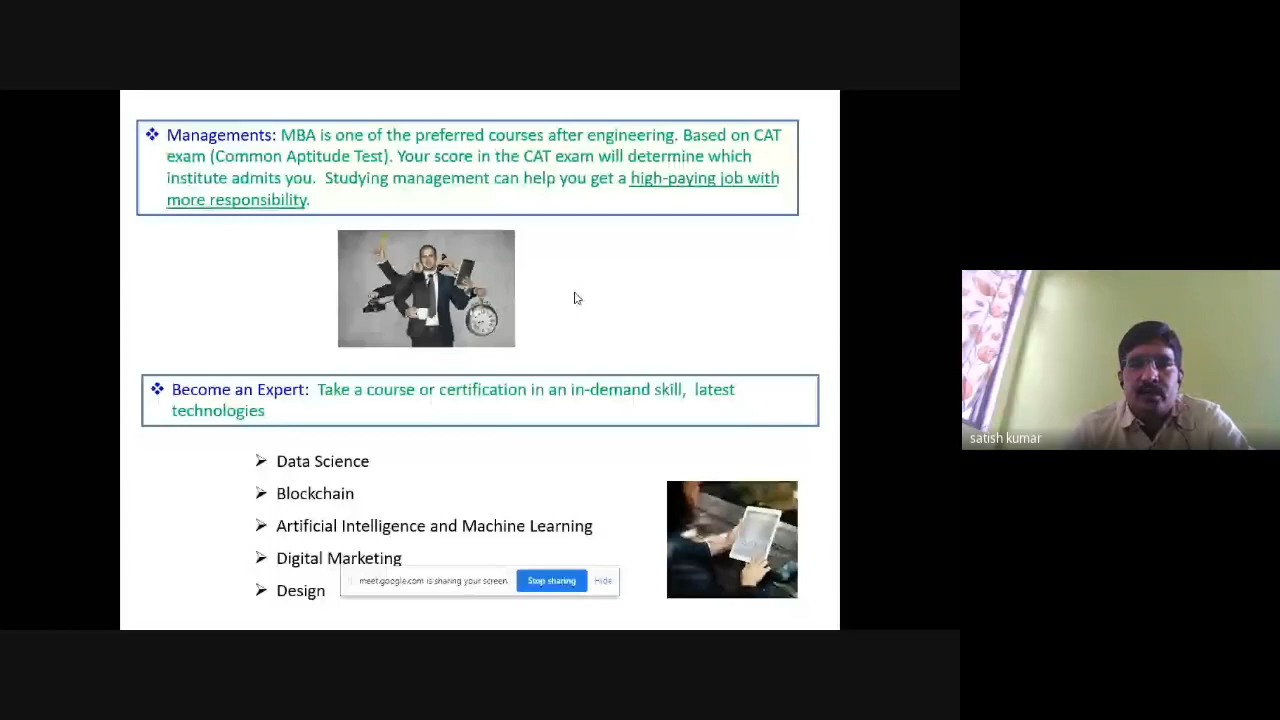 ❖ Managements: MBA is one of the preferred courses after engineering. Based on CAT
exam (Common Aptitude Test). Your score in the CAT exam will determine which
institute admits you. Studying management can help you get a high-paying job with
more responsibility.
❖ Become an Expert: Take a course or certification in an in-demand skill, latest
technologies
➢ Data Science
➢ Blockchain
➢ Artificial Intelligence and Machine Learning
➢ Digital Marketing
➢ Design
meet.google.com is sharing your screen. Stop sharing Hide
satish kumar